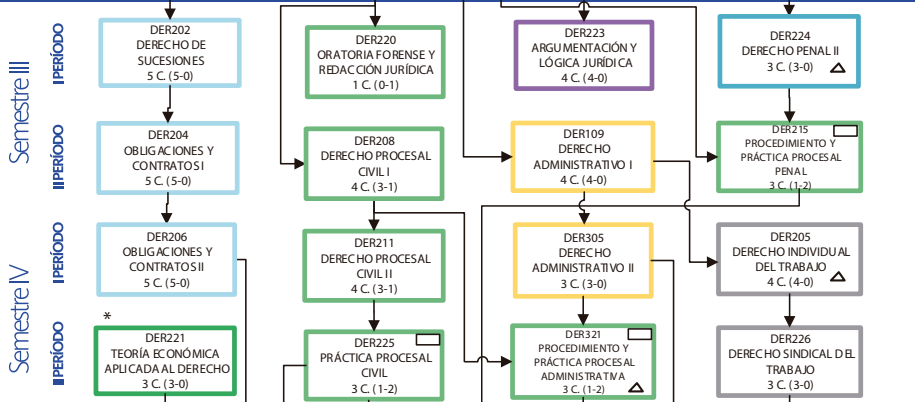 Semestre III
I PERÍODO
DER202
DERECHO DE
SUCESIONES
5 C. (5-0)
DER220
ORATORIA FORENSE Y
REDACCIÓN JURÍDICA
1 C. (0-1)
DER223
ARGUMENTACIÓN Y
LÓGICA JURÍDICA
4 C. (4-0)
DER224
DERECHO PENAL II
3 C. (3-0)
II PERÍODO
DER204
OBLIGACIONES Y
CONTRATOS I
5 C. (5-0)
DER208
DERECHO PROCESAL
CIVIL I
4 C. (3-1)
DER109
DERECHO
ADMINISTRATIVO I
4 C. (4-0)
DER215
PROCEDIMIENTO Y
PRÁCTICA PROCESAL
PENAL
3 C. (1-2)
Semestre IV
I PERÍODO
DER206
OBLIGACIONES Y
CONTRATOS II
5 C. (5-0)
DER211
DERECHO PROCESAL
CIVIL II
4 C. (3-1)
DER305
DERECHO
ADMINISTRATIVO II
3 C. (3-0)
DER205
DERECHO INDIVIDUAL
DEL TRABAJO
4 C. (4-0)
II PERÍODO
*
DER221
TEORÍA ECONÓMICA
APLICADA AL DERECHO
3 C. (3-0)
DER225
PRÁCTICA PROCESAL
CIVIL
3 C. (1-2)
DER321
PROCEDIMIENTO Y
PRÁCTICA PROCESAL
ADMINISTRATIVA
3 C. (1-2)
DER226
DERECHO SINDICAL DEL
TRABAJO
3 C. (3-0)